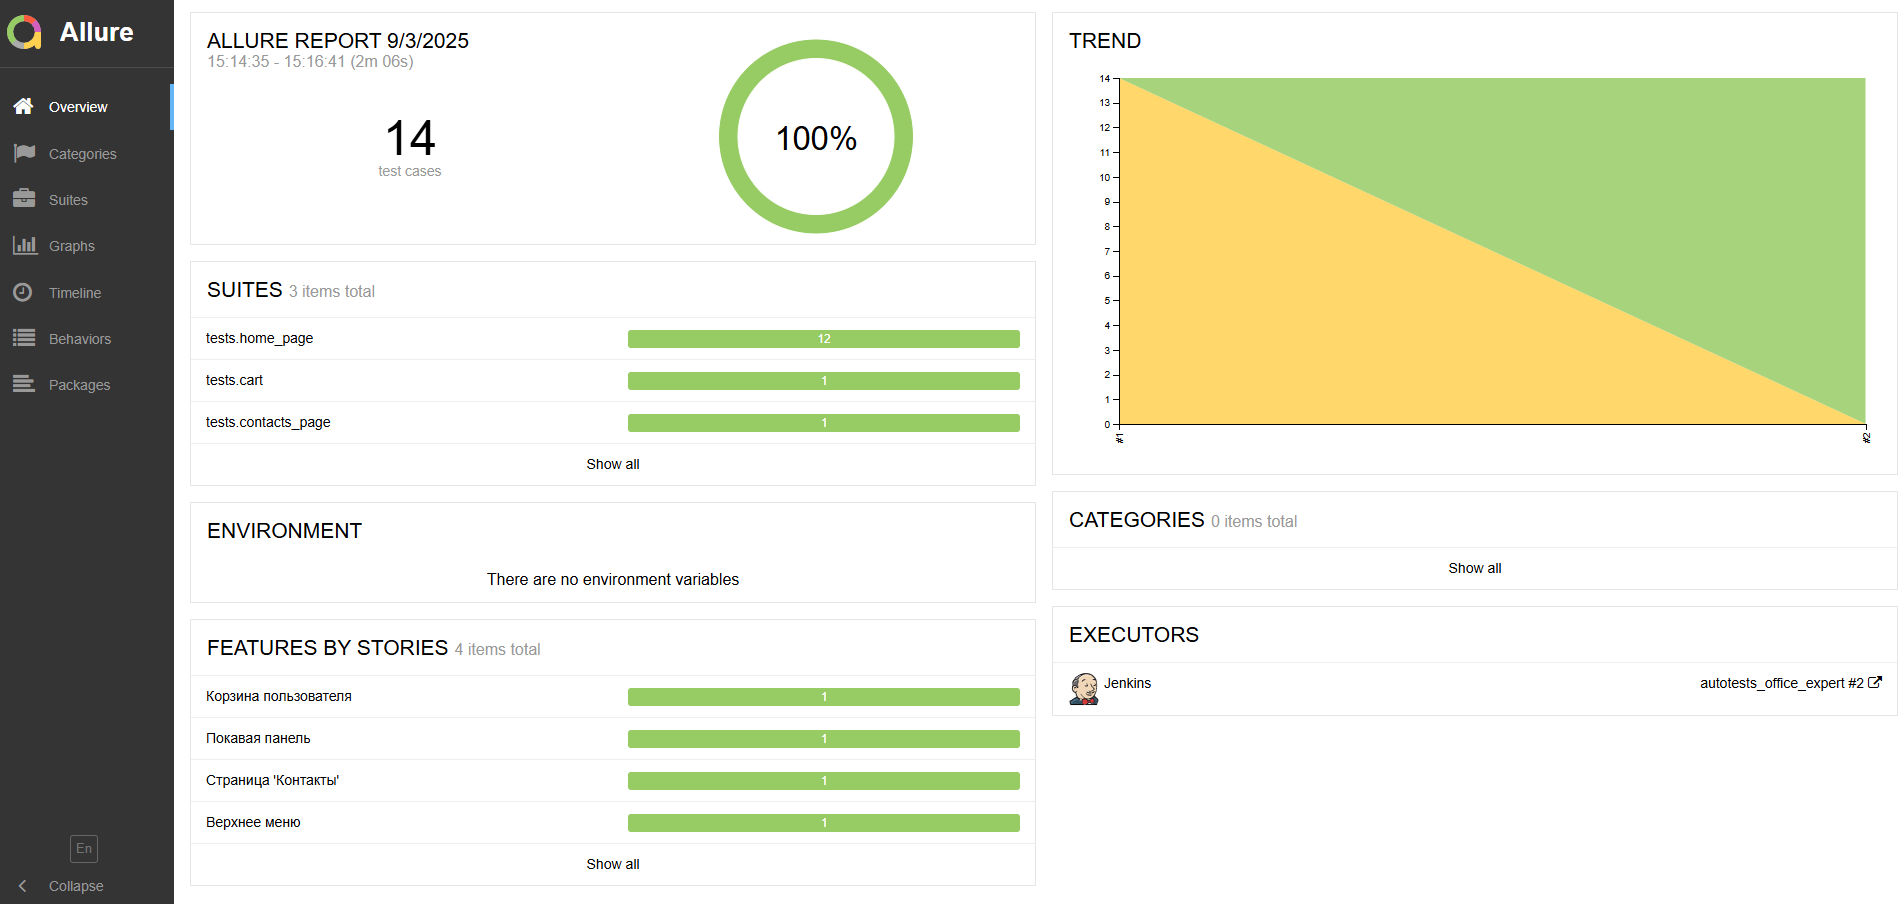 Allure
Overview
Categories
Suites
Graphs
Timeline
Behaviors
Packages
En
Collapse
ALLURE REPORT 9/3/2025
15:14:35 - 15:16:41 (2m 06s)
14
test cases
100%
SUITES 3 items total
tests.home_page 12
tests.cart 1
tests.contacts_page 1
Show all
ENVIRONMENT
There are no environment variables
FEATURES BY STORIES 4 items total
Корзина пользователя 1
Покавая панель 1
Страница 'Контакты' 1
Верхнее меню 1
Show all
TREND
14
13
12
11
10
9
8
7
6
5
4
3
2
1
0
#1
#2
CATEGORIES 0 items total
Show all
EXECUTORS
Jenkins autotests_office_expert #2